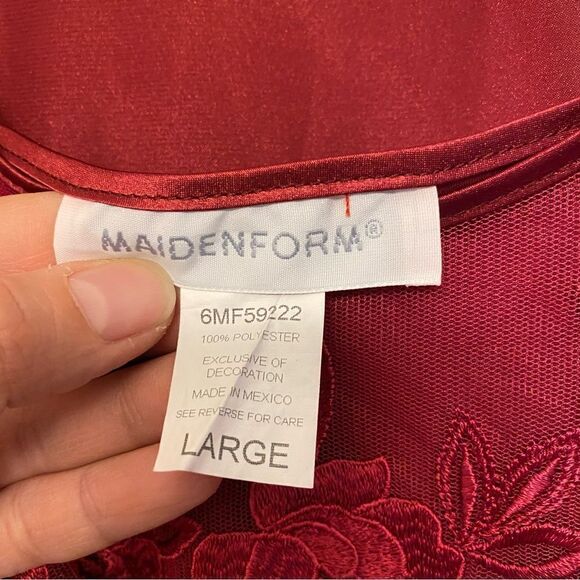 MAIDENFORM®
6MF59222
100% POLYESTER
EXCLUSIVE OF
DECORATION
MADE IN MEXICO
SEE REVERSE FOR CARE
LARGE